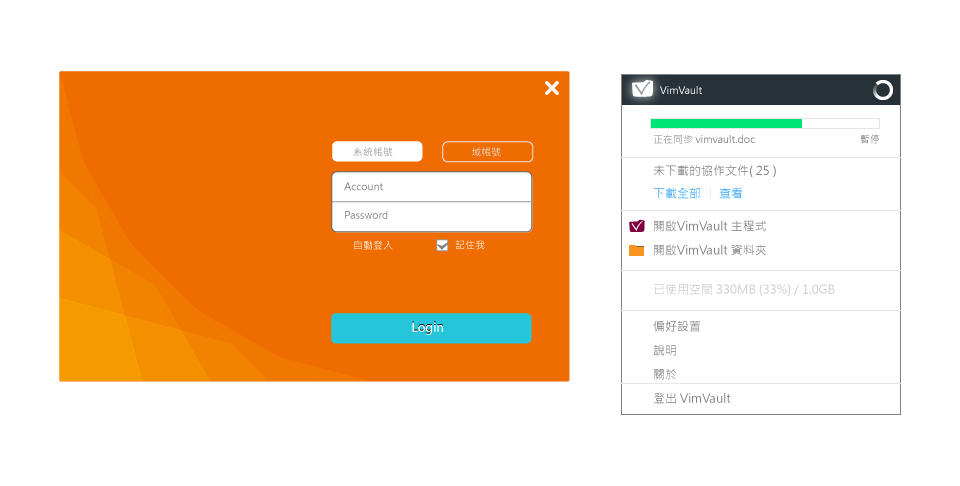 系統帳號 域帳號
Account
Password
自動登入 記住我
Login
VimVault
正在同步 vimvault.doc 暫停
未下載的協作文件( 25 )
下載全部 | 查看
開啟VimVault 主程式
開啟VimVault 資料夾
已使用空間 330MB (33%) / 1.0GB
偏好設置
說明
關於
登出 VimVault